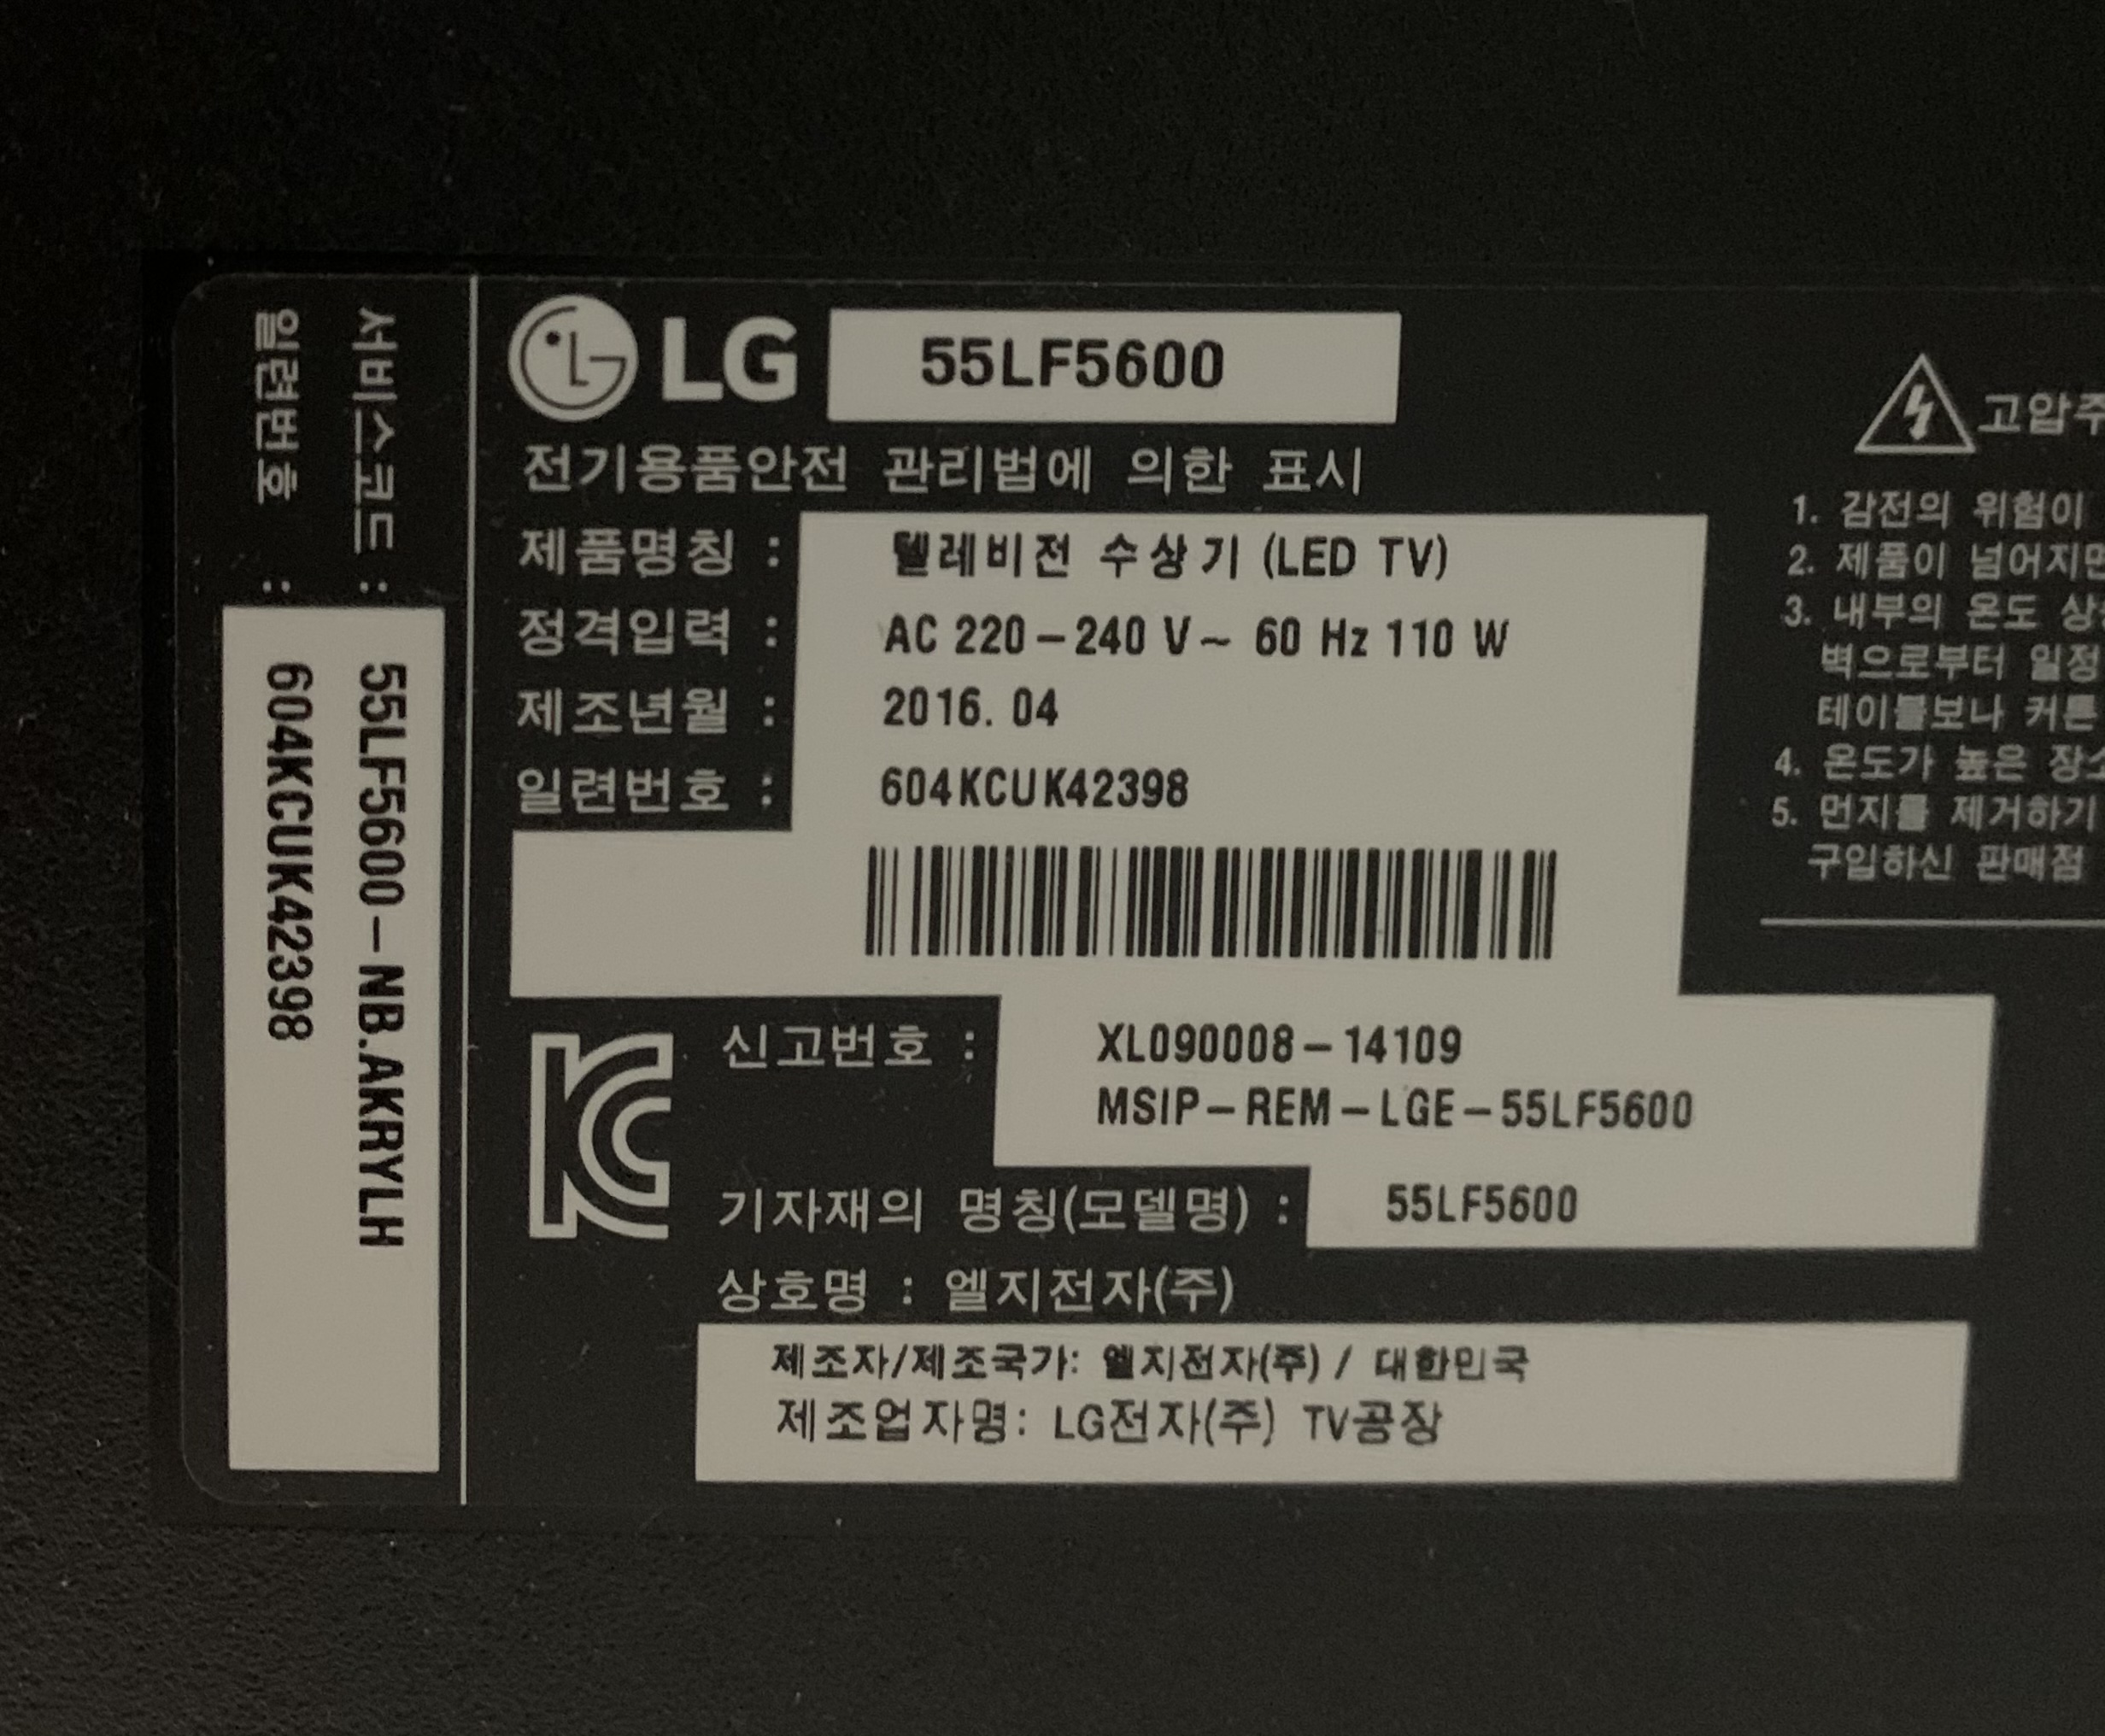 서비스코드 : 55LF5600-NB.AKRYLH
일련번호 : 604KCUK42398
LG 55LF5600
전기용품안전 관리법에 의한 표시
제품명칭 : 텔레비전 수상기 (LED TV)
정격입력 : AC 220-240 V~ 60 Hz 110 W
제조년월 : 2016. 04
일련번호 : 604KCUK42398
신고번호 : XL090008-14109
MSIP-REM-LGE-55LF5600
기자재의 명칭(모델명) : 55LF5600
상호명 : 엘지전자(주)
제조자/제조국가: 엘지전자(주) / 대한민국
제조업자명: LG전자(주) TV공장
고압주
1. 감전의 위험이
2. 제품이 넘어지면
3. 내부의 온도 상
벽으로부터 일정
테이블보나 커튼
4. 온도가 높은 장소
5. 먼지를 제거하기
구입하신 판매점